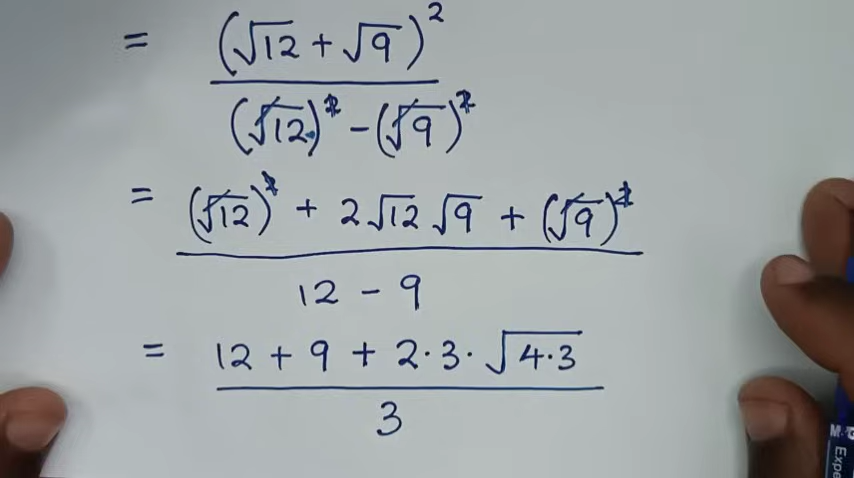 = (√12 + √9)²
(√12)² - (√9)²
= (√12)² + 2√12 √9 + (√9)²
12 - 9
= 12 + 9 + 2·3·√4·3
3
M·G
Expe